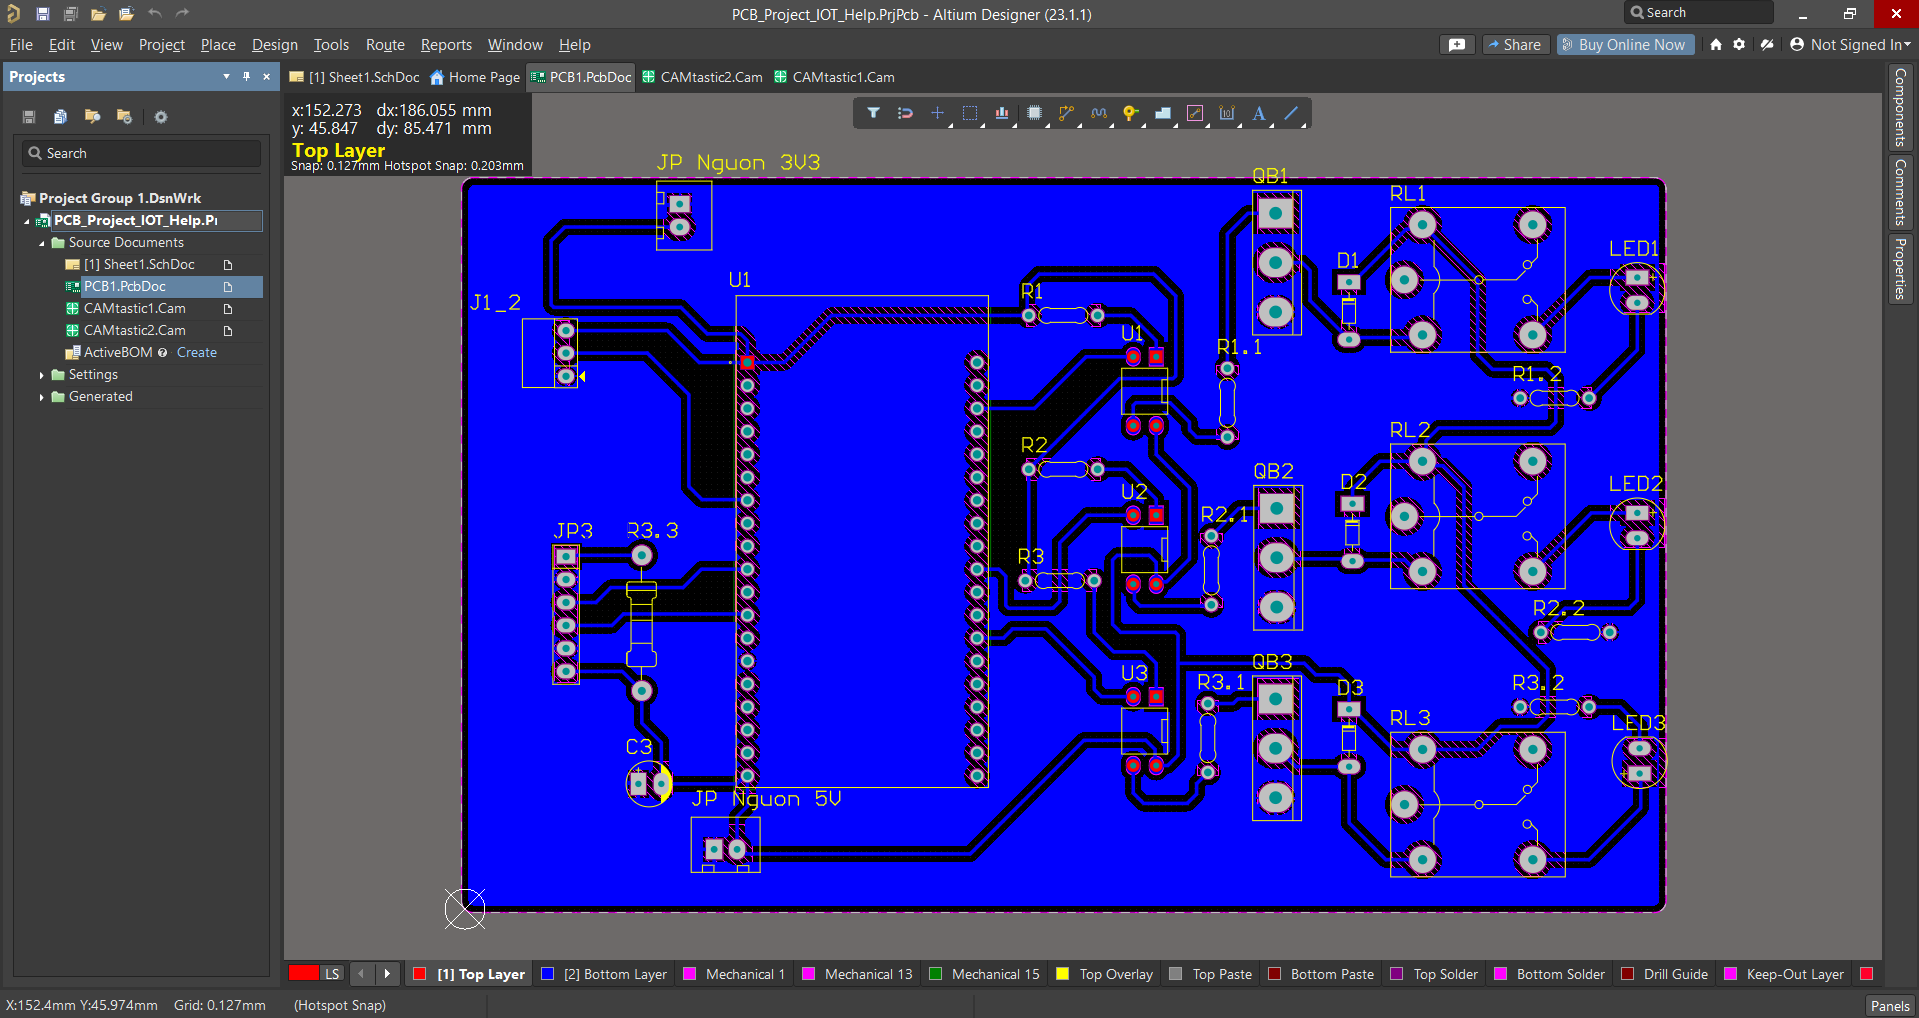 PCB_Project_IOT_Help.PrjPcb - Altium Designer (23.1.1)
Search
File Edit View Project Place Design Tools Route Reports Window Help
Share
Buy Online Now
Not Signed In
Projects
[1] Sheet1.SchDoc Home Page PCB1.PcbDoc CAMtastic2.Cam CAMtastic1.Cam
Search
Project Group 1.DsnWrk
PCB_Project_IOT_Help.Pr
Source Documents
[1] Sheet1.SchDoc
PCB1.PcbDoc
CAMtastic1.Cam
CAMtastic2.Cam
ActiveBOM Create
Settings
Generated
x:152.273 dx:186.055 mm
y: 45.847 dy: 85.471 mm
Top Layer
Snap: 0.127mm Hotspot Snap: 0.203mm
JP Nguon 3V3
QB1
RL1
LED1
D1
U1
R1
J1_2
U1
R1.1
R1.2
RL2
R2
QB2
D2
LED2
U2
R2.1
JP3
R3.3
R3
R2.2
QB3
U3
R3.1
D3
R3.2
RL3
LED3
C3
JP Nguon 5V
Components
Comments
Properties
LS
[1] Top Layer
[2] Bottom Layer
Mechanical 1
Mechanical 13
Mechanical 15
Top Overlay
Top Paste
Bottom Paste
Top Solder
Bottom Solder
Drill Guide
Keep-Out Layer
X:152.4mm Y:45.974mm Grid: 0.127mm (Hotspot Snap)
Panels